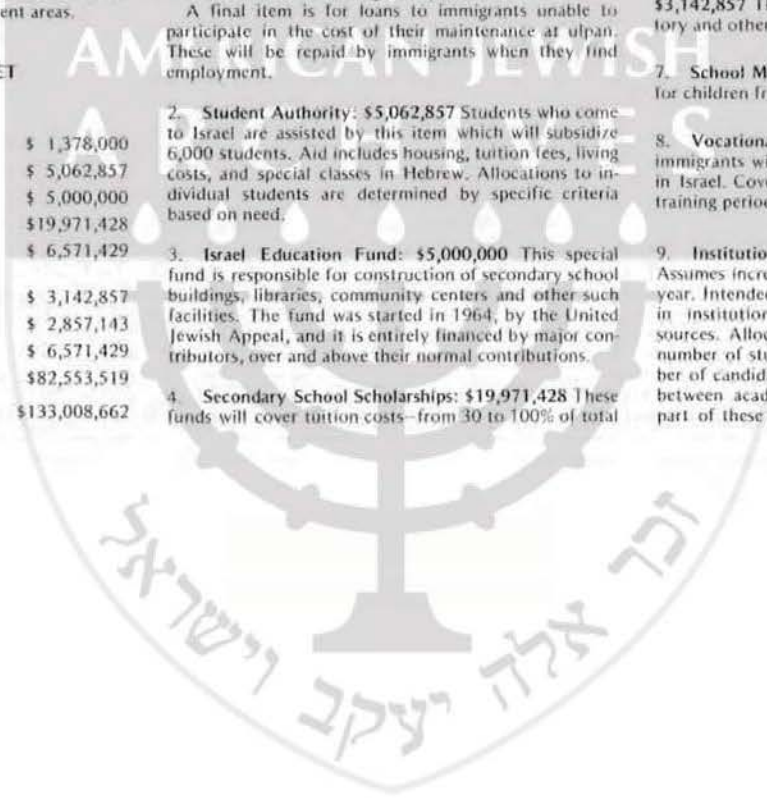 ent areas.
ET
$ 1,378,000
$ 5,062,857
$ 5,000,000
$19,971,428
$ 6,571,429
$ 3,142,857
$ 2,857,143
$ 6,571,429
$82,553,519
$133,008,662
A final item is for loans to immigrants unable to
participate in the cost of their maintenance at ulpan.
These will be repaid by immigrants when they find
employment.
2. Student Authority: $5,062,857 Students who come
to Israel are assisted by this item which will subsidize
6,000 students. Aid includes housing, tuition fees, living
costs, and special classes in Hebrew. Allocations to in-
dividual students are determined by specific criteria
based on need.
3. Israel Education Fund: $5,000,000 This special
fund is responsible for construction of secondary school
buildings, libraries, community centers and other such
facilities. The fund was started in 1964, by the United
Jewish Appeal, and it is entirely financed by major con-
tributors, over and above their normal contributions.
4. Secondary School Scholarships: $19,971,428 These
funds will cover tuition costs—from 30 to 100% of total
$3,142,857 T
tory and other
7. School M
for children fr
8. Vocation
immigrants wi
in Israel. Cov
training period
9. Institutio
Assumes incre
year. Intended
in institution
sources. Alloc
number of stu
ber of candid
between acad
part of these
AMERICAN JEWISH
ARCHIVES
זכר אלה יעקב וישראל